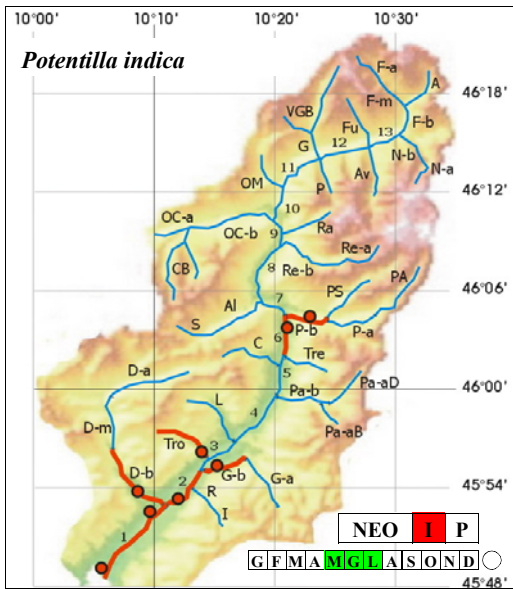 10°00' 10°10' 10°20' 10°30'
Potentilla indica
F-a
A
46°18'
F-m
VGB
F-b
Fu
13
12
G
N-b
11
N-a
Av
OM
P
46°12'
10
OC-a
Ra
OC-b
9
Re-a
CB
8
Re-b
PA
46°06'
PS
7
Al
S
P-b
P-a
6
C
Tre
D-a
5
46°00'
Pa-aD
Pa-b
L
4
D-m
Pa-aB
Tro
3
D-b
G-b
G-a
45°54'
2
R
I
1
NEO I P
G F M A M G L A S O N D
45°48'